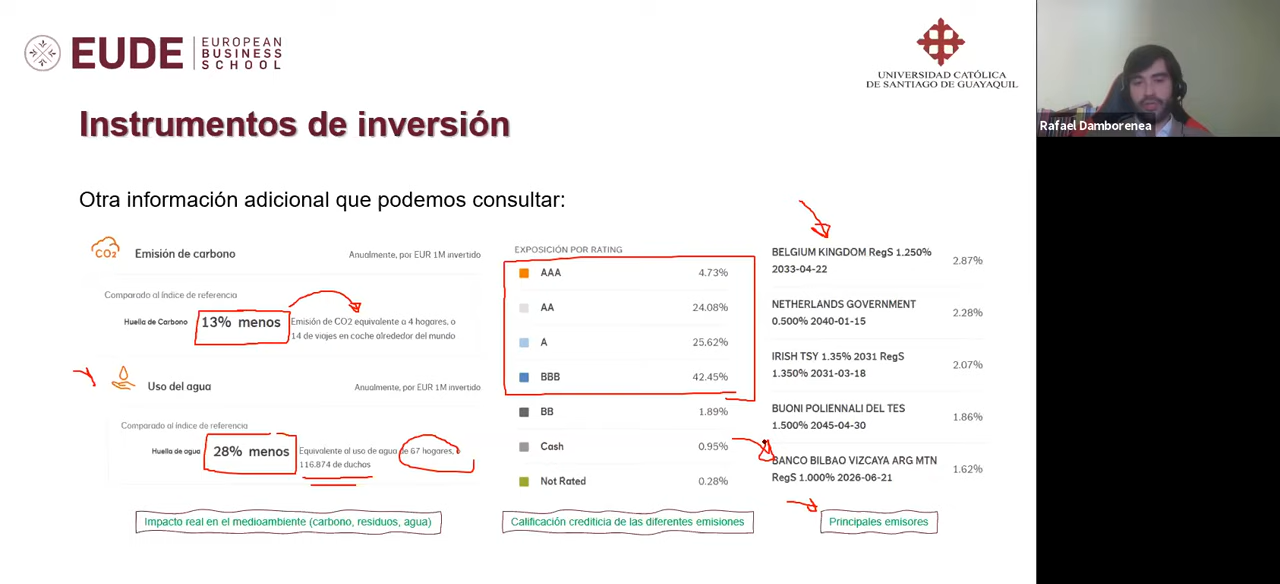 EUDE
EUROPEAN
BUSINESS
SCHOOL
UNIVERSIDAD CATÓLICA
DE SANTIAGO DE GUAYAQUIL
Rafael Damborenea
Instrumentos de inversión
Otra información adicional que podemos consultar:
CO2
Emisión de carbono
Anualmente, por EUR 1M invertido
Comparado al índice de referencia
Huella de Carbono
13% menos
Emisión de CO2 equivalente a 4 hogares, o
14 de viajes en coche alrededor del mundo
Uso del agua
Anualmente, por EUR 1M invertido
Comparado al índice de referencia
Huella de agua
28% menos
Equivalente al uso de agua de 67 hogares, o
116.874 de duchas
Impacto real en el medioambiente (carbono, residuos, agua)
EXPOSICIÓN POR RATING
AAA 4.73%
AA 24.08%
A 25.62%
BBB 42.45%
BB 1.89%
Cash 0.95%
Not Rated 0.28%
Calificación crediticia de las diferentes emisiones
BELGIUM KINGDOM RegS 1.250%
2033-04-22
2.87%
NETHERLANDS GOVERNMENT
0.500% 2040-01-15
2.28%
IRISH TSY 1.35% 2031 RegS
1.350% 2031-03-18
2.07%
BUONI POLIENNALI DEL TES
1.500% 2045-04-30
1.86%
BANCO BILBAO VIZCAYA ARG MTN
RegS 1.000% 2026-06-21
1.62%
Principales emisores